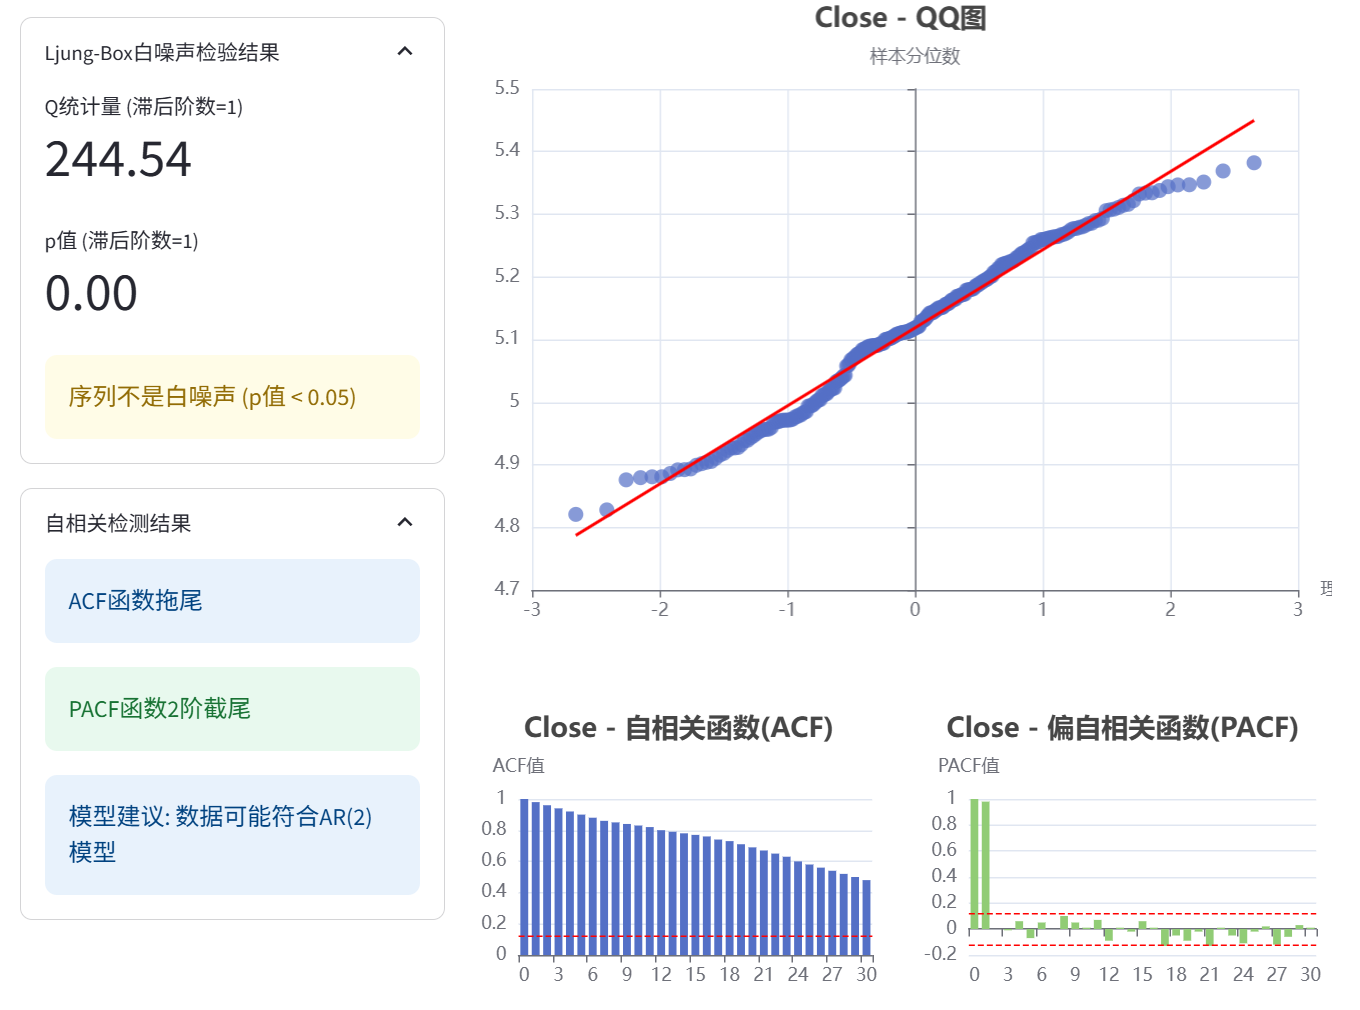 Ljung-Box白噪声检验结果
Q统计量 (滞后阶数=1)
244.54
p值 (滞后阶数=1)
0.00
序列不是白噪声 (p值 < 0.05)
自相关检测结果
ACF函数拖尾
PACF函数2阶截尾
模型建议: 数据可能符合AR(2)
模型
Close - QQ图
样本分位数
5.5
5.4
5.3
5.2
5.1
5
4.9
4.8
4.7
-3 -2 -1 0 1 2 3
Close - 自相关函数(ACF)
ACF值
1
0.8
0.6
0.4
0.2
0
0 3 6 9 12 15 18 21 24 27 30
Close - 偏自相关函数(PACF)
PACF值
1
0.8
0.6
0.4
0.2
0
-0.2
0 3 6 9 12 15 18 21 24 27 30